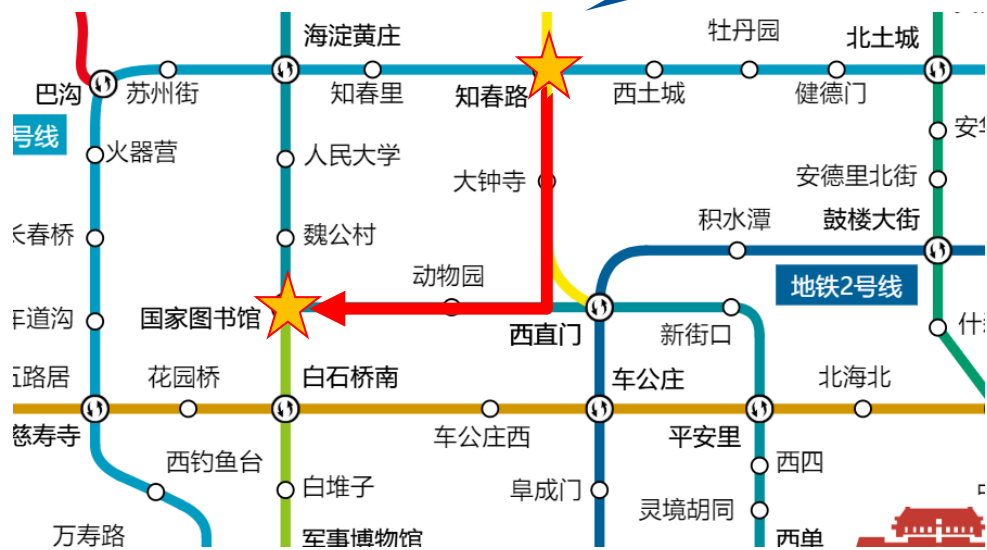 海淀黄庄
牡丹园
北土城
巴沟
苏州街
知春里
知春路
西土城
健德门
号线
火器营
人民大学
大钟寺
安德里北街
长春桥
魏公村
积水潭
鼓楼大街
动物园
地铁2号线
车道沟
国家图书馆
西直门
新街口
五路居
花园桥
白石桥南
车公庄
北海北
慈寿寺
车公庄西
平安里
西钓鱼台
西四
白堆子
阜成门
灵境胡同
万寿路
军事博物馆
西单